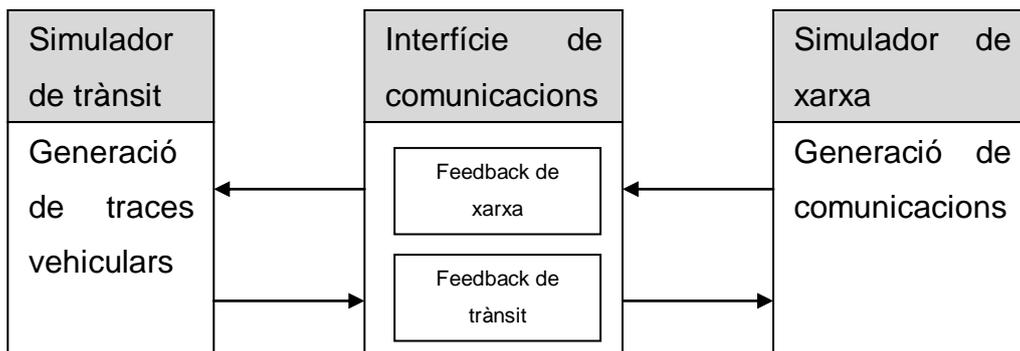 Simulador
de trànsit
Generació
de traces
vehiculars
Interfície de
comunicacions
Feedback de
xarxa
Feedback de
trànsit
Simulador de
xarxa
Generació de
comunicacions